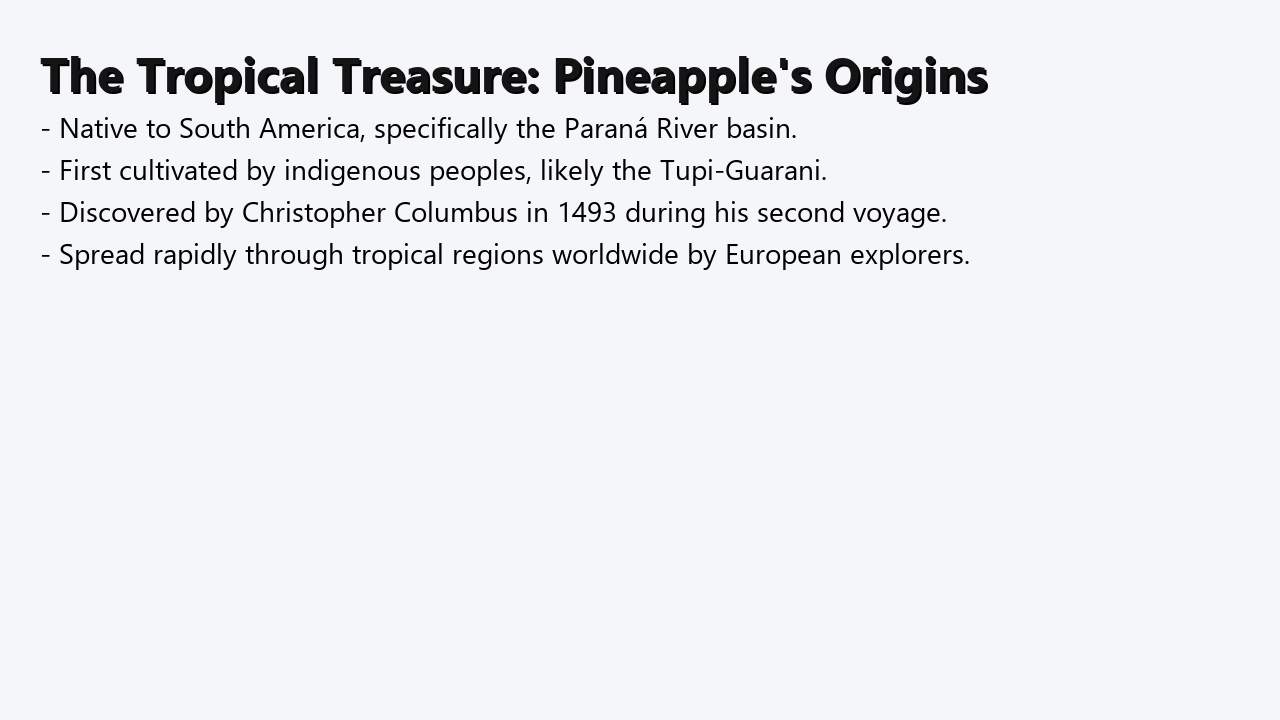 The Tropical Treasure: Pineapple's Origins
- Native to South America, specifically the Paraná River basin.
- First cultivated by indigenous peoples, likely the Tupi-Guarani.
- Discovered by Christopher Columbus in 1493 during his second voyage.
- Spread rapidly through tropical regions worldwide by European explorers.